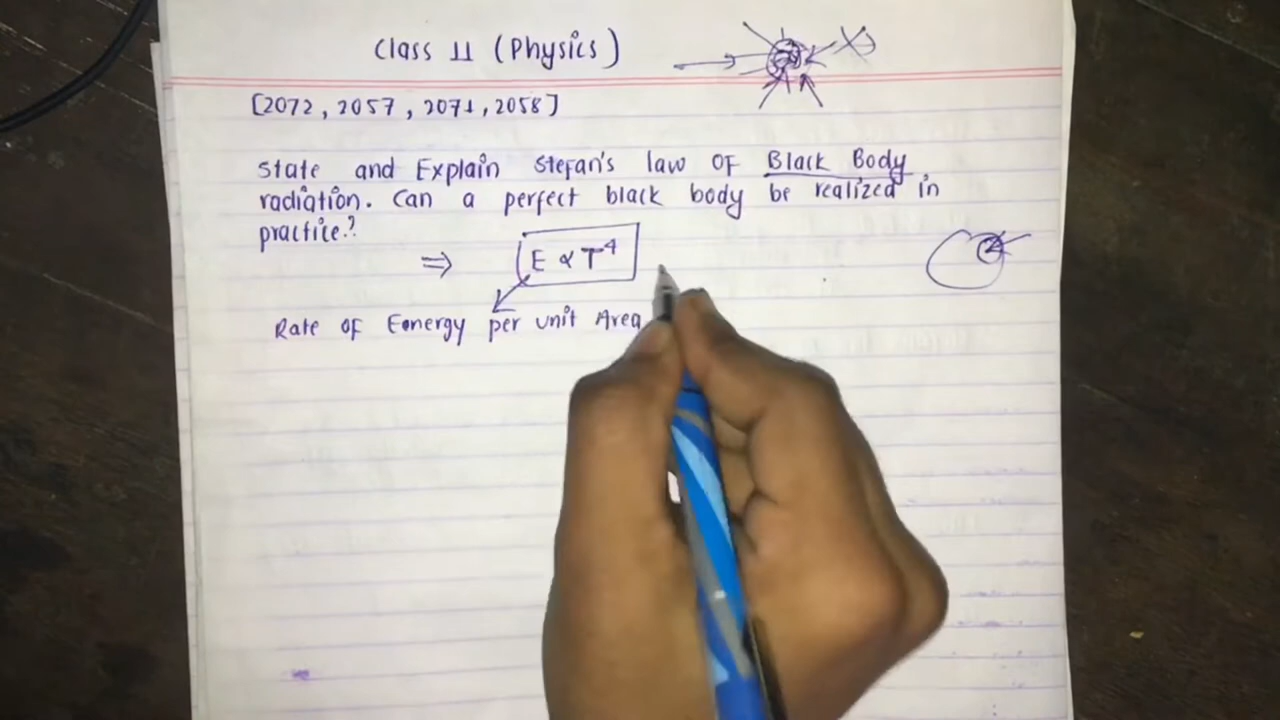 Class 11 (Physics)
[2072, 2057, 2071, 2058]
State and Explain Stefan's law of Black Body
radiation. Can a perfect black body be realized in
practice?
⇒ E ∝ T⁴
Rate of Eonergy per unit Area